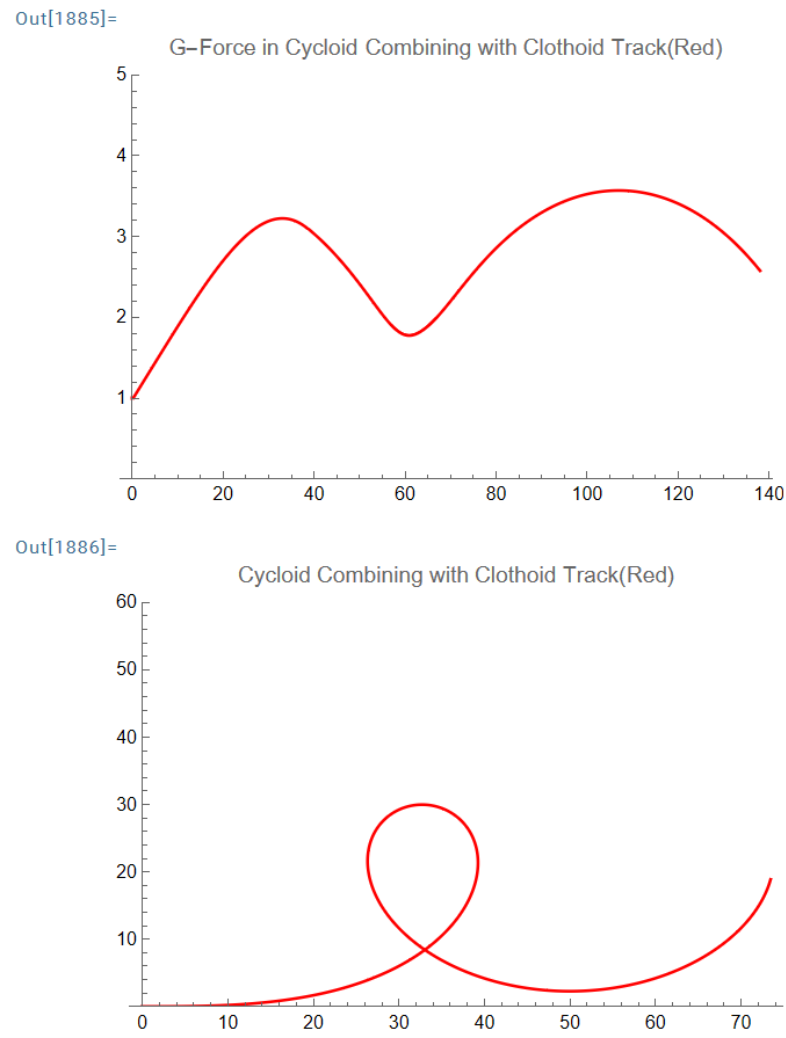 Out[1885]=
G−Force in Cycloid Combining with Clothoid Track(Red)
5
4
3
2
1
0 20 40 60 80 100 120 140
Out[1886]=
Cycloid Combining with Clothoid Track(Red)
60
50
40
30
20
10
0 10 20 30 40 50 60 70